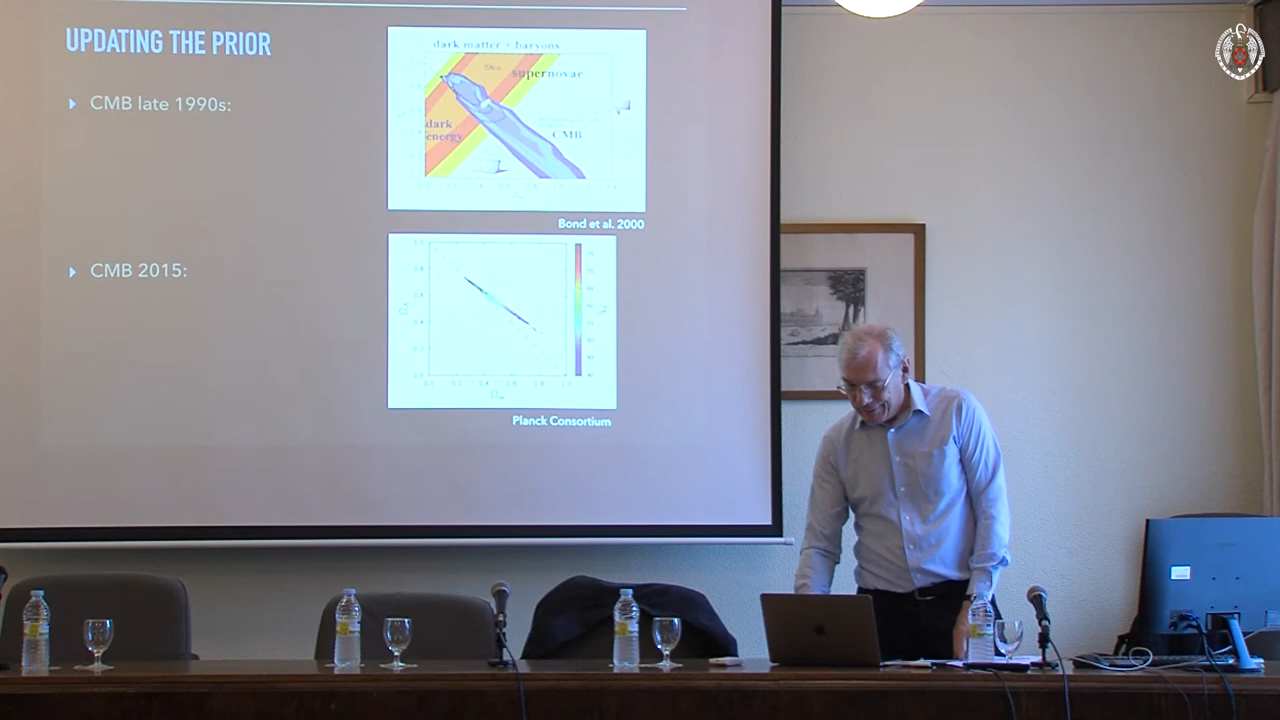 UPDATING THE PRIOR
CMB late 1990s:
dark matter + baryons
SNIa
supernovae
dark
energy
CMB
Bond et al. 2000
CMB 2015:
Planck Consortium